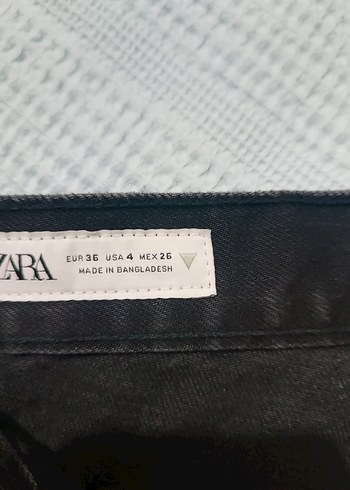 ZARA
EUR 36 USA 4 MEX 26
MADE IN BANGLADESH